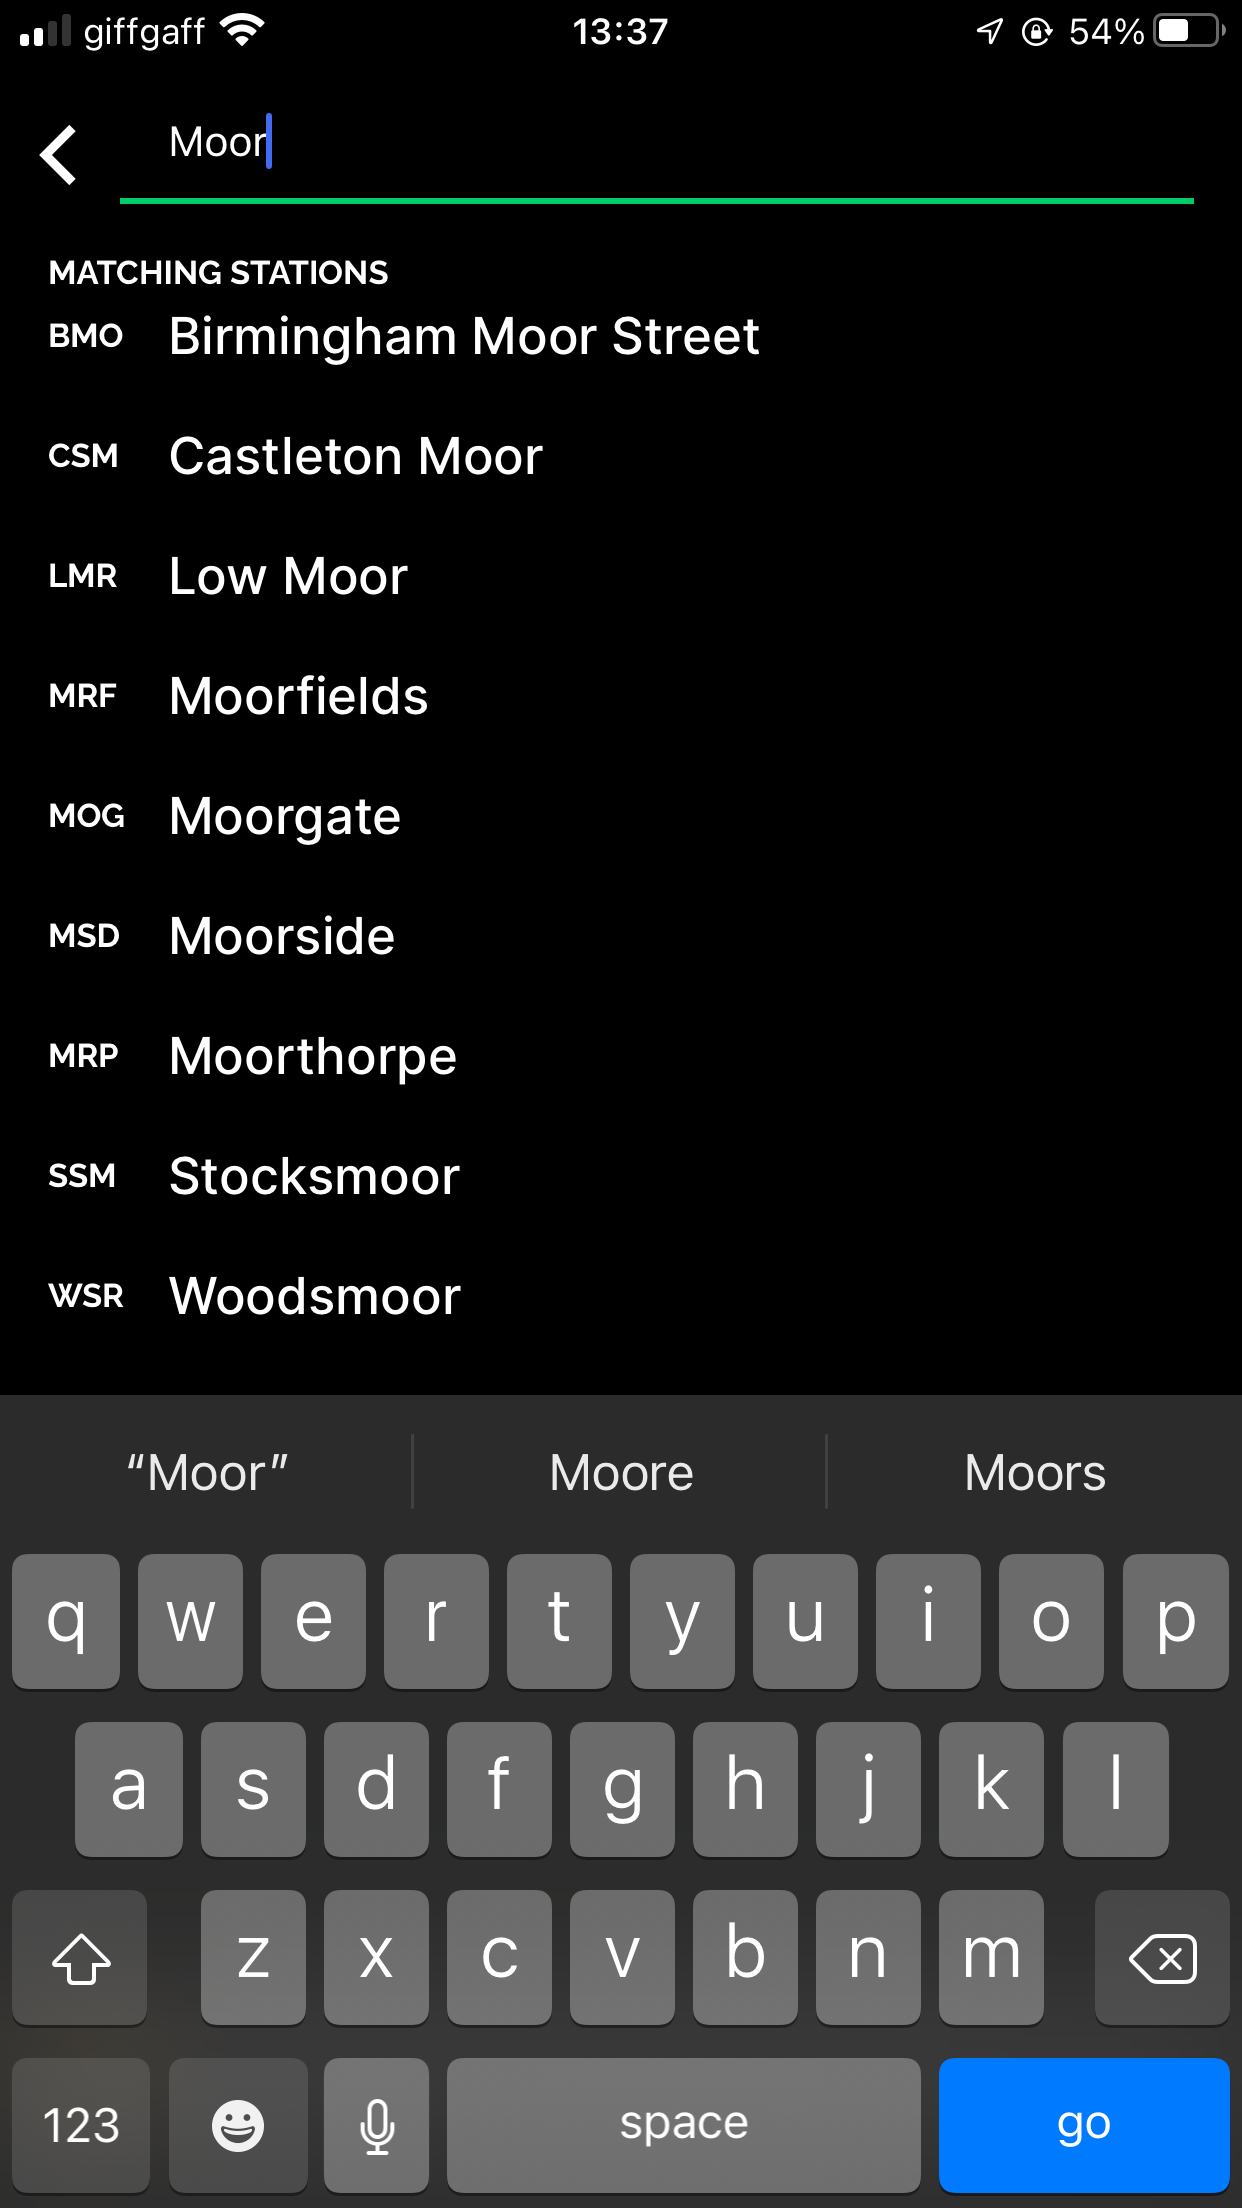 giffgaff 13:37 54%
Moor
MATCHING STATIONS
BMO Birmingham Moor Street
CSM Castleton Moor
LMR Low Moor
MRF Moorfields
MOG Moorgate
MSD Moorside
MRP Moorthorpe
SSM Stocksmoor
WSR Woodsmoor
“Moor” Moore Moors
q w e r t y u i o p
a s d f g h j k l
z x c v b n m
123 space go